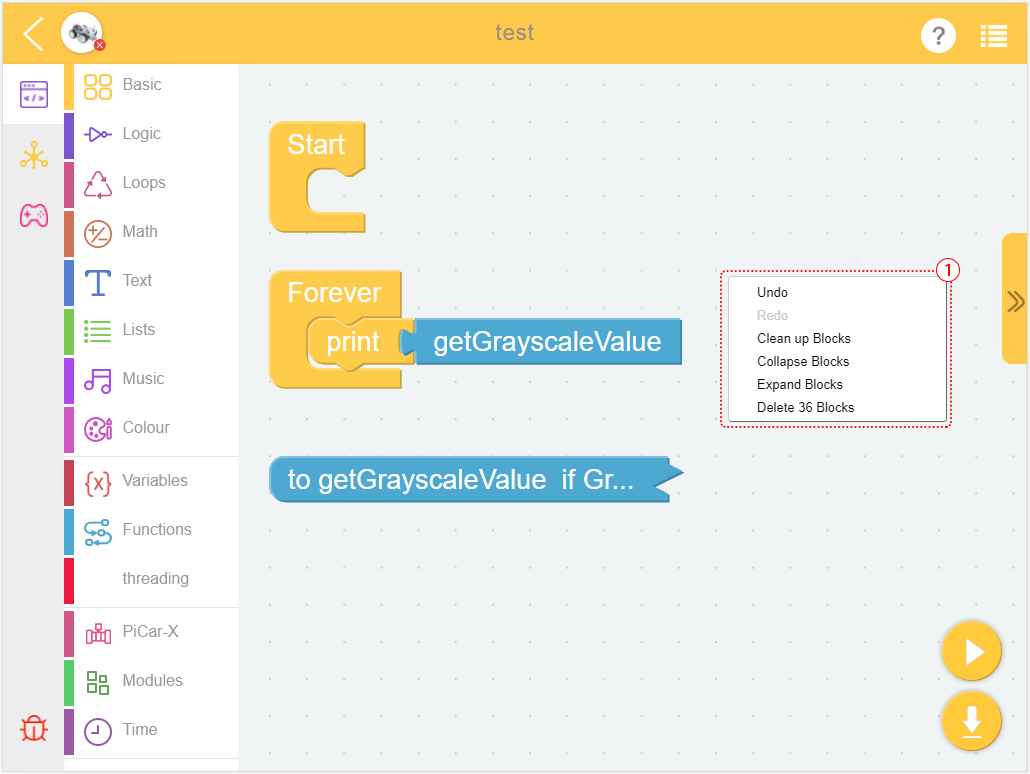 test
?
Basic
Logic
Loops
Math
Text
Lists
Music
Colour
Variables
Functions
threading
PiCar-X
Modules
Time
Start
Forever
print getGrayscaleValue
to getGrayscaleValue if Gr...
1
Undo
Redo
Clean up Blocks
Collapse Blocks
Expand Blocks
Delete 36 Blocks